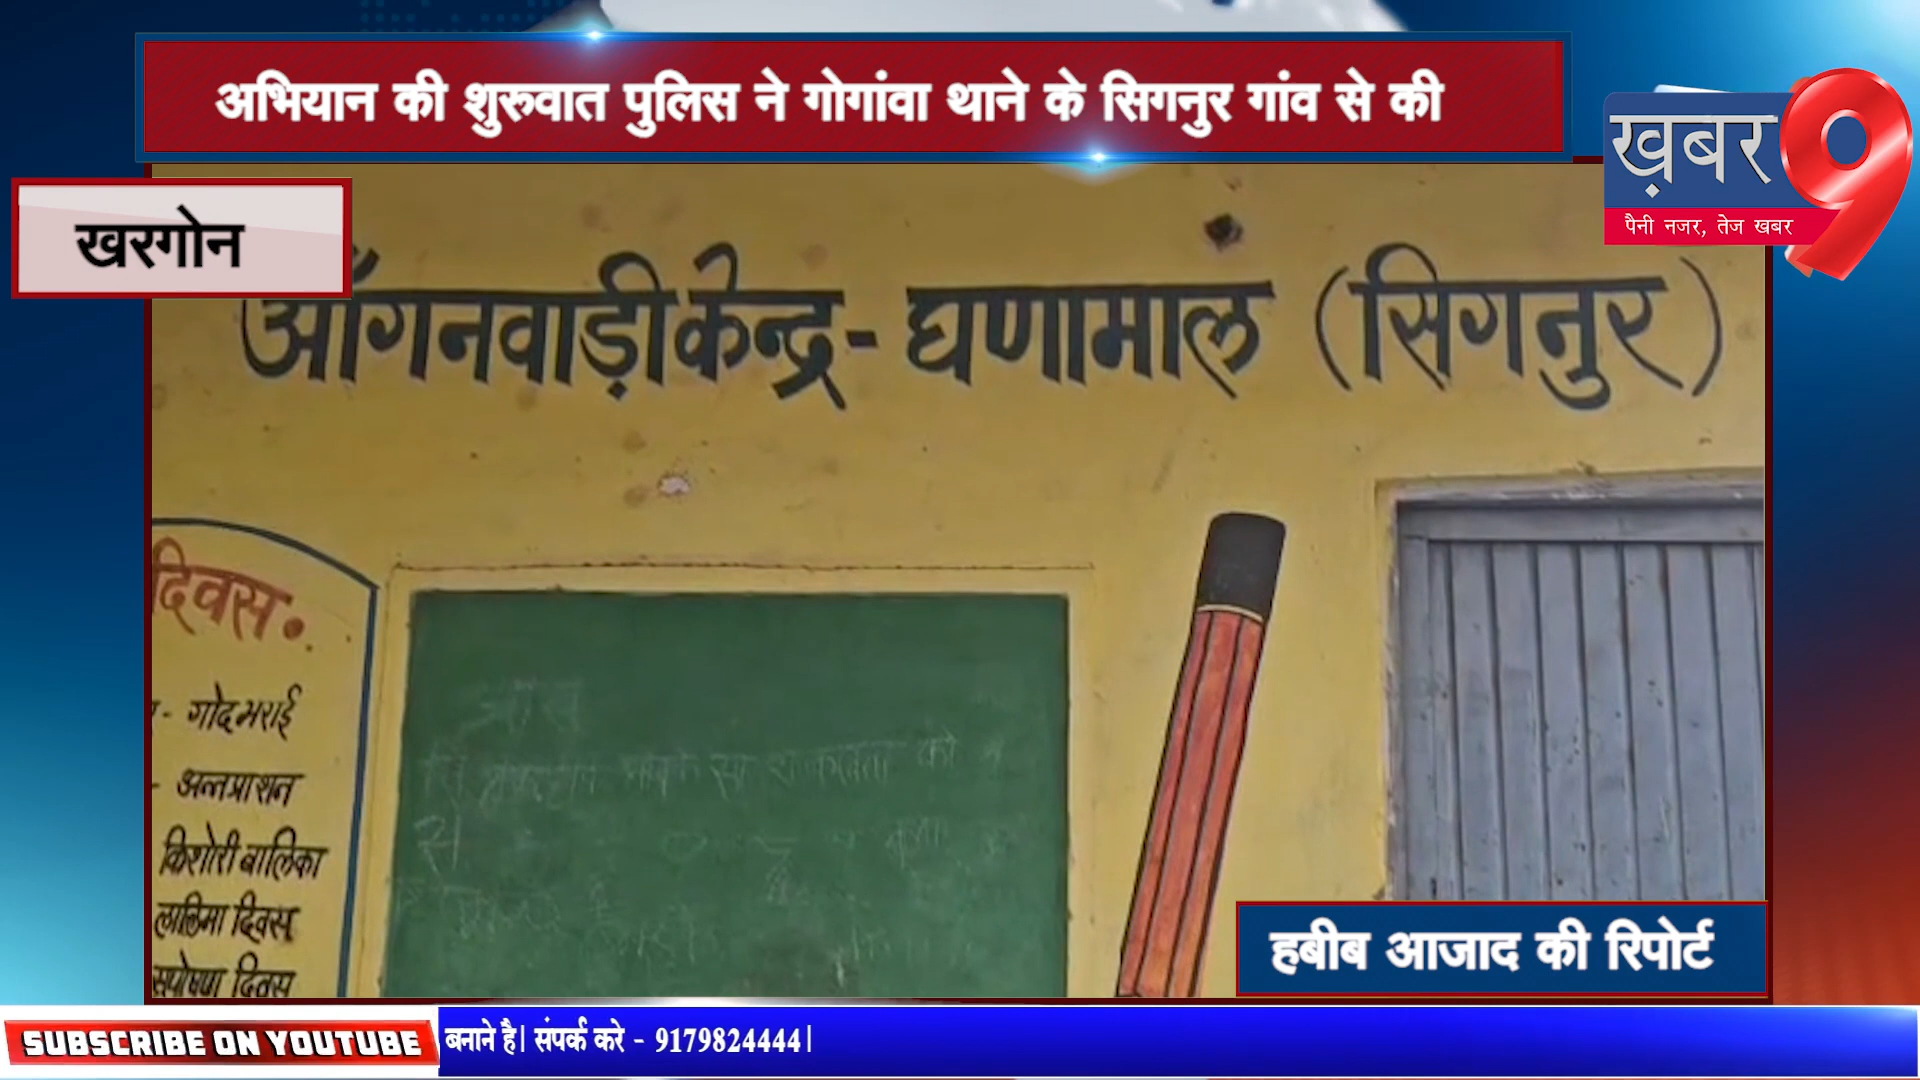 अभियान की शुरूवात पुलिस ने गोगांवा थाने के सिगनुर गांव से की
ख़बर 9
पैनी नजर, तेज खबर
खरगोन
आँगनवाड़ी केन्द्र - घणामाल (सिगनुर)
दिवस.
- गोदभराई
- अन्नप्राशन
किशोरी बालिका
लालिमा दिवस
सुपोषण दिवस
हबीब आजाद की रिपोर्ट
SUBSCRIBE ON YOUTUBE
बनाने है| संपर्क करे - 9179824444|